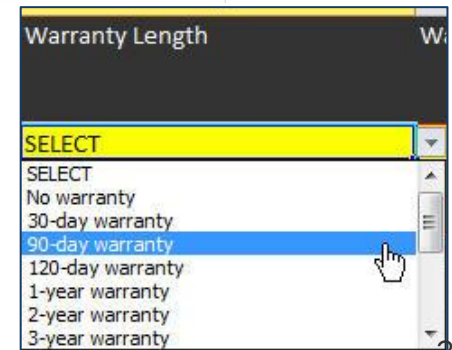 Warranty Length
SELECT
SELECT
No warranty
30-day warranty
90-day warranty
120-day warranty
1-year warranty
2-year warranty
3-year warranty